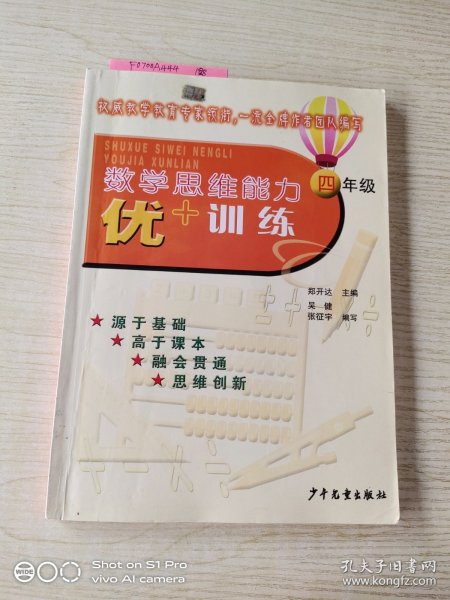 F0708A444
权威数学教育专家领衔,一流金牌作者团队编写
SHUXUE SIWEI NENGLI
YOUJIA XUNLIAN
数学思维能力
四年级
优+训练
郑开达 主编
吴健
张征宇 编写
★源于基础
★高于课本
★融会贯通
★思维创新
少年儿童出版社
Shot on S1 Pro
vivo AI camera
孔夫子旧书网
www.kongfz.com